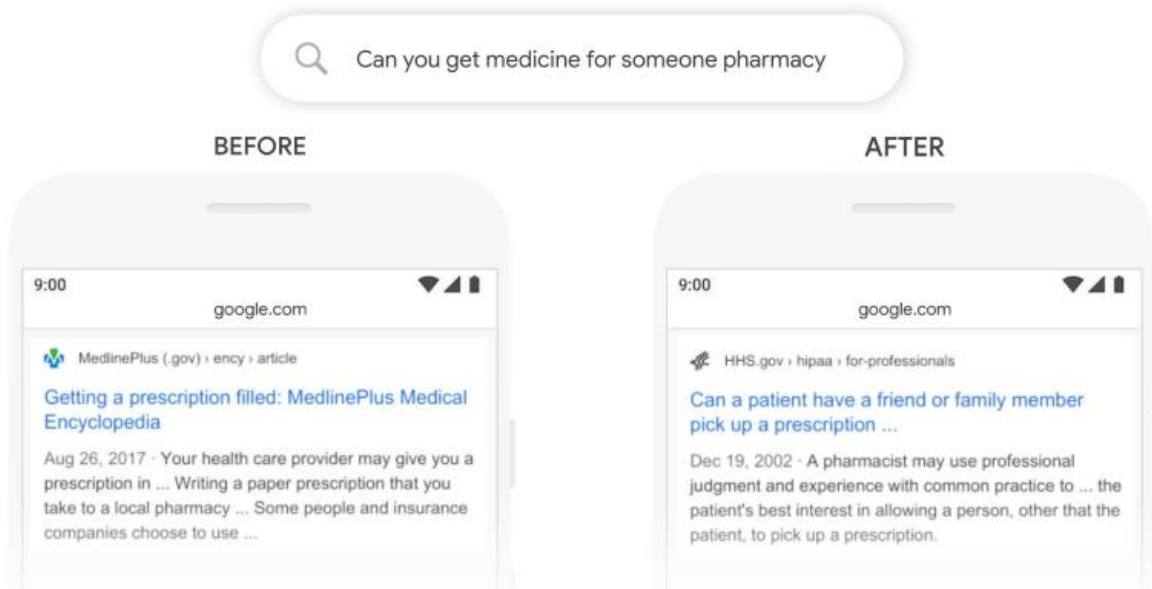 Can you get medicine for someone pharmacy
BEFORE
9:00
google.com
MedlinePlus (.gov) › ency › article
Getting a prescription filled: MedlinePlus Medical
Encyclopedia
Aug 26, 2017 · Your health care provider may give you a
prescription in ... Writing a paper prescription that you
take to a local pharmacy ... Some people and insurance
companies choose to use ...
AFTER
9:00
google.com
HHS.gov › hipaa › for-professionals
Can a patient have a friend or family member
pick up a prescription ...
Dec 19, 2002 · A pharmacist may use professional
judgment and experience with common practice to ... the
patient's best interest in allowing a person, other that the
patient, to pick up a prescription.